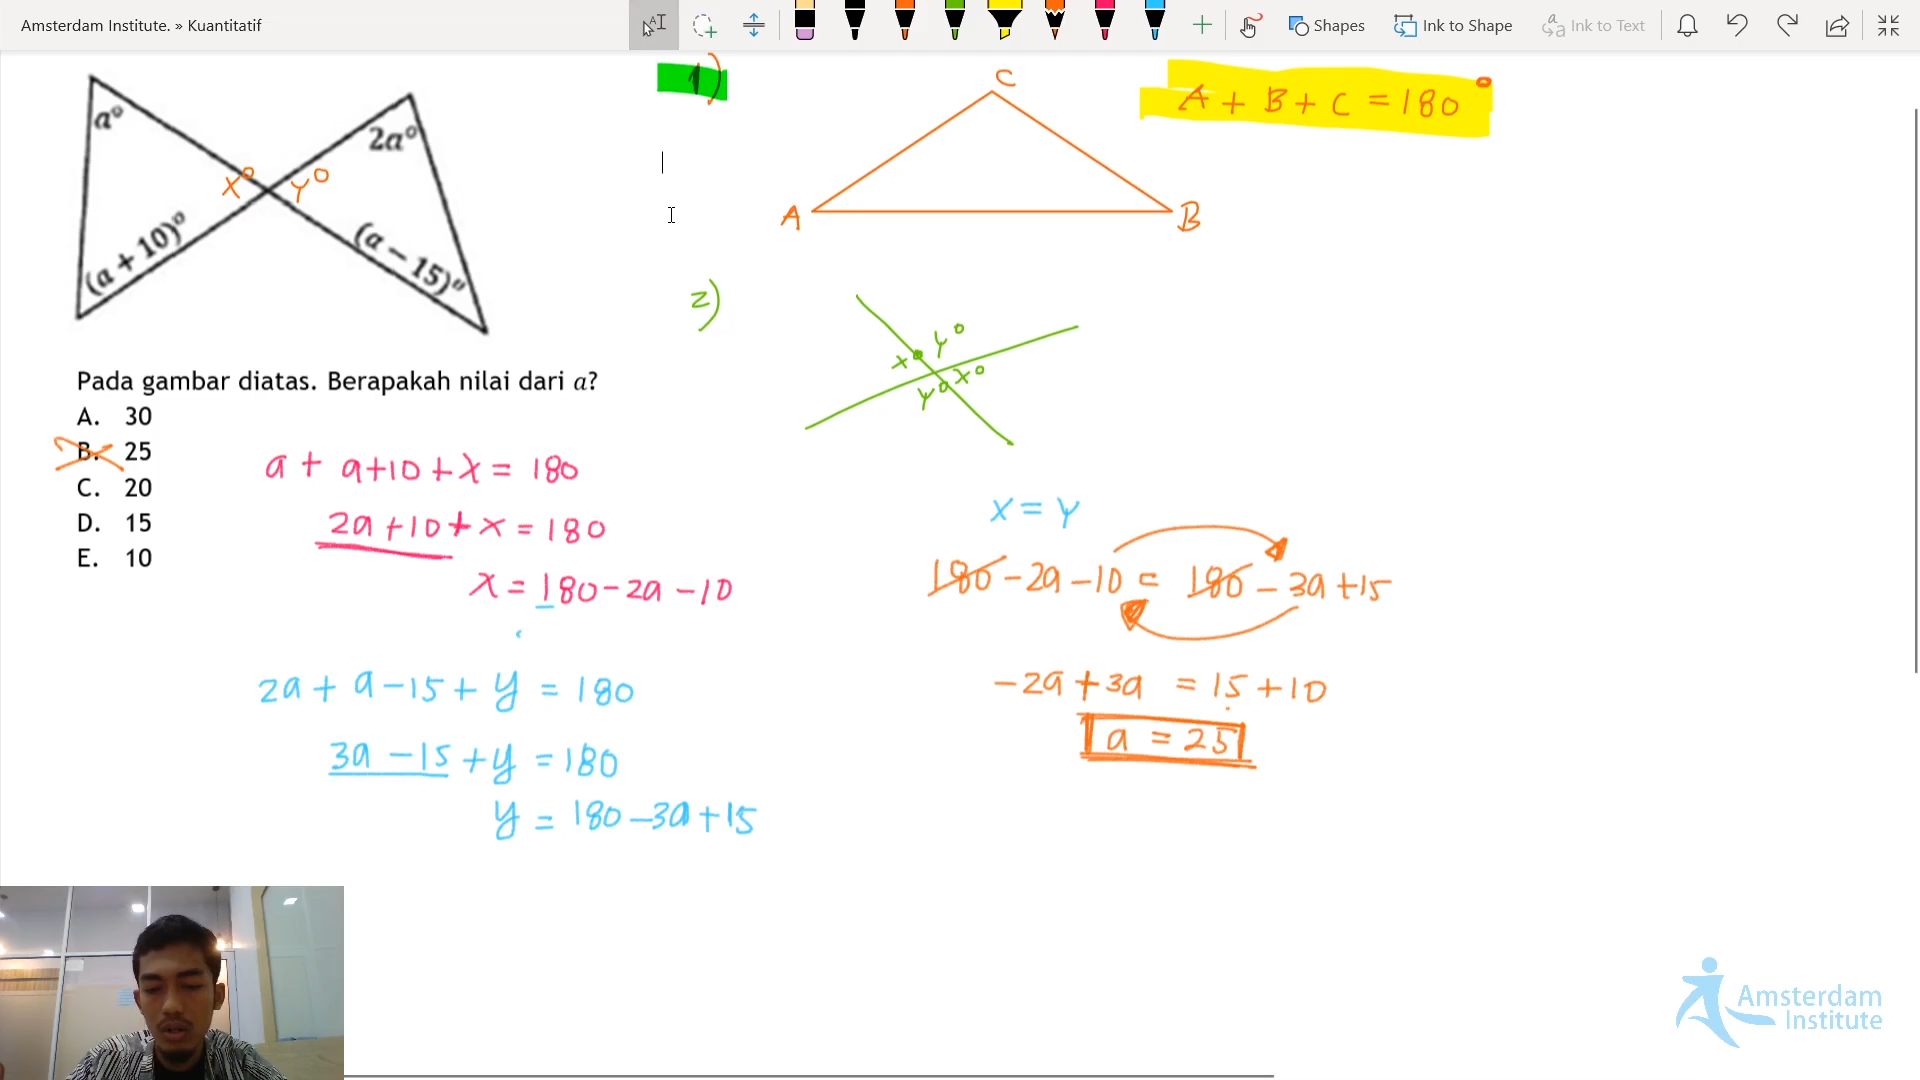 Amsterdam Institute. » Kuantitatif
Shapes
Ink to Shape
Ink to Text
a°
2a°
x°
y°
(a + 10)°
(a − 15)°
Pada gambar diatas. Berapakah nilai dari a?
A. 30
B. 25
C. 20
D. 15
E. 10
a + a+10 + x = 180
2a + 10 + x = 180
x = 180 - 2a - 10
2a + a - 15 + y = 180
3a - 15 + y = 180
y = 180 - 3a + 15
1)
C
A
B
A + B + C = 180°
2)
y°
x°
x°
y°
x = y
180 - 2a - 10 = 180 - 3a + 15
-2a + 3a = 15 + 10
a = 25
Amsterdam
Institute